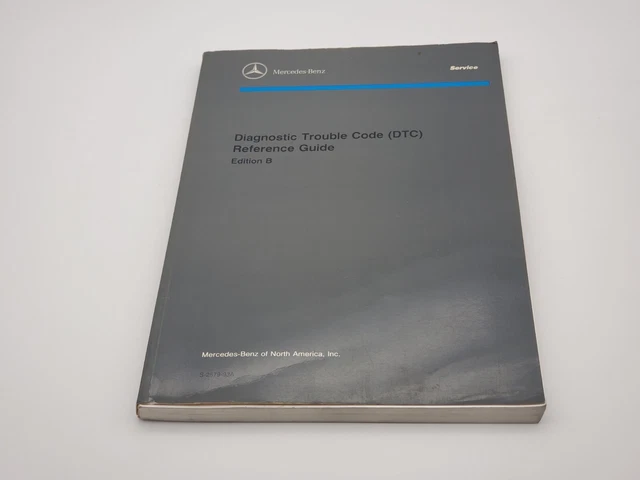 Mercedes-Benz
Service
Diagnostic Trouble Code (DTC)
Reference Guide
Edition B
Mercedes-Benz of North America, Inc.